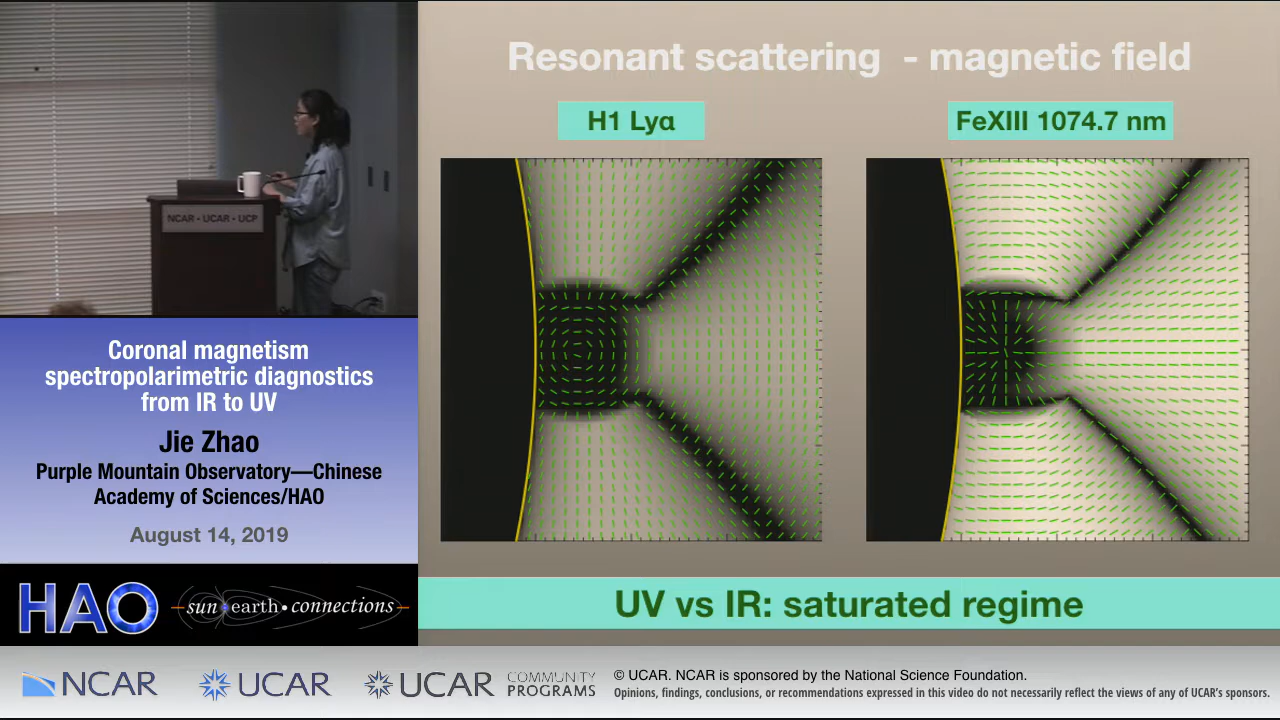 Resonant scattering - magnetic field
H1 Lyα
FeXIII 1074.7 nm
NCAR • UCAR • UCP
UV vs IR: saturated regime
Coronal magnetism
spectropolarimetric diagnostics
from IR to UV
Jie Zhao
Purple Mountain Observatory—Chinese
Academy of Sciences/HAO
August 14, 2019
HAO
sun•earth•connections
NCAR
UCAR
UCAR
COMMUNITY
PROGRAMS
© UCAR. NCAR is sponsored by the National Science Foundation.
Opinions, findings, conclusions, or recommendations expressed in this video do not necessarily reflect the views of any of UCAR's sponsors.